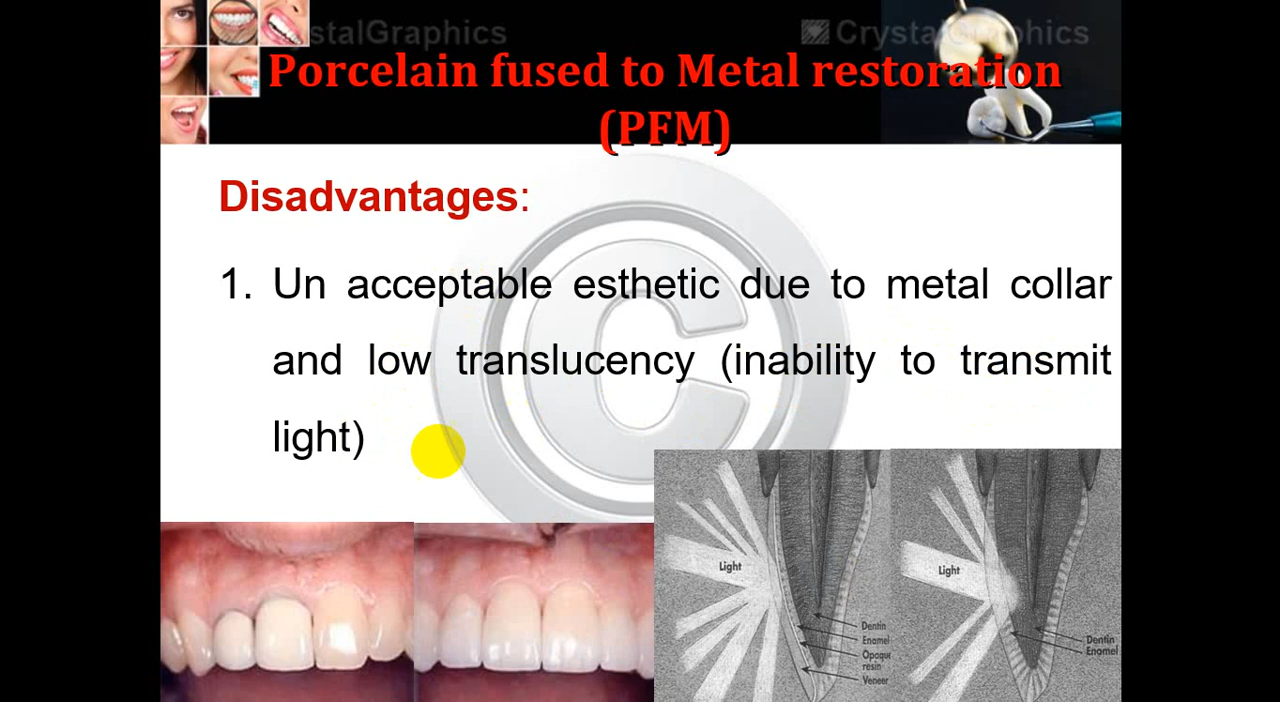 stalGraphics
CrystalGraphics
Porcelain fused to Metal restoration
(PFM)
Disadvantages:
1. Un acceptable esthetic due to metal collar
and low translucency (inability to transmit
light)
C
Light
Dentin
Enamel
Opaque
resin
Veneer
Light
Dentin
Enamel